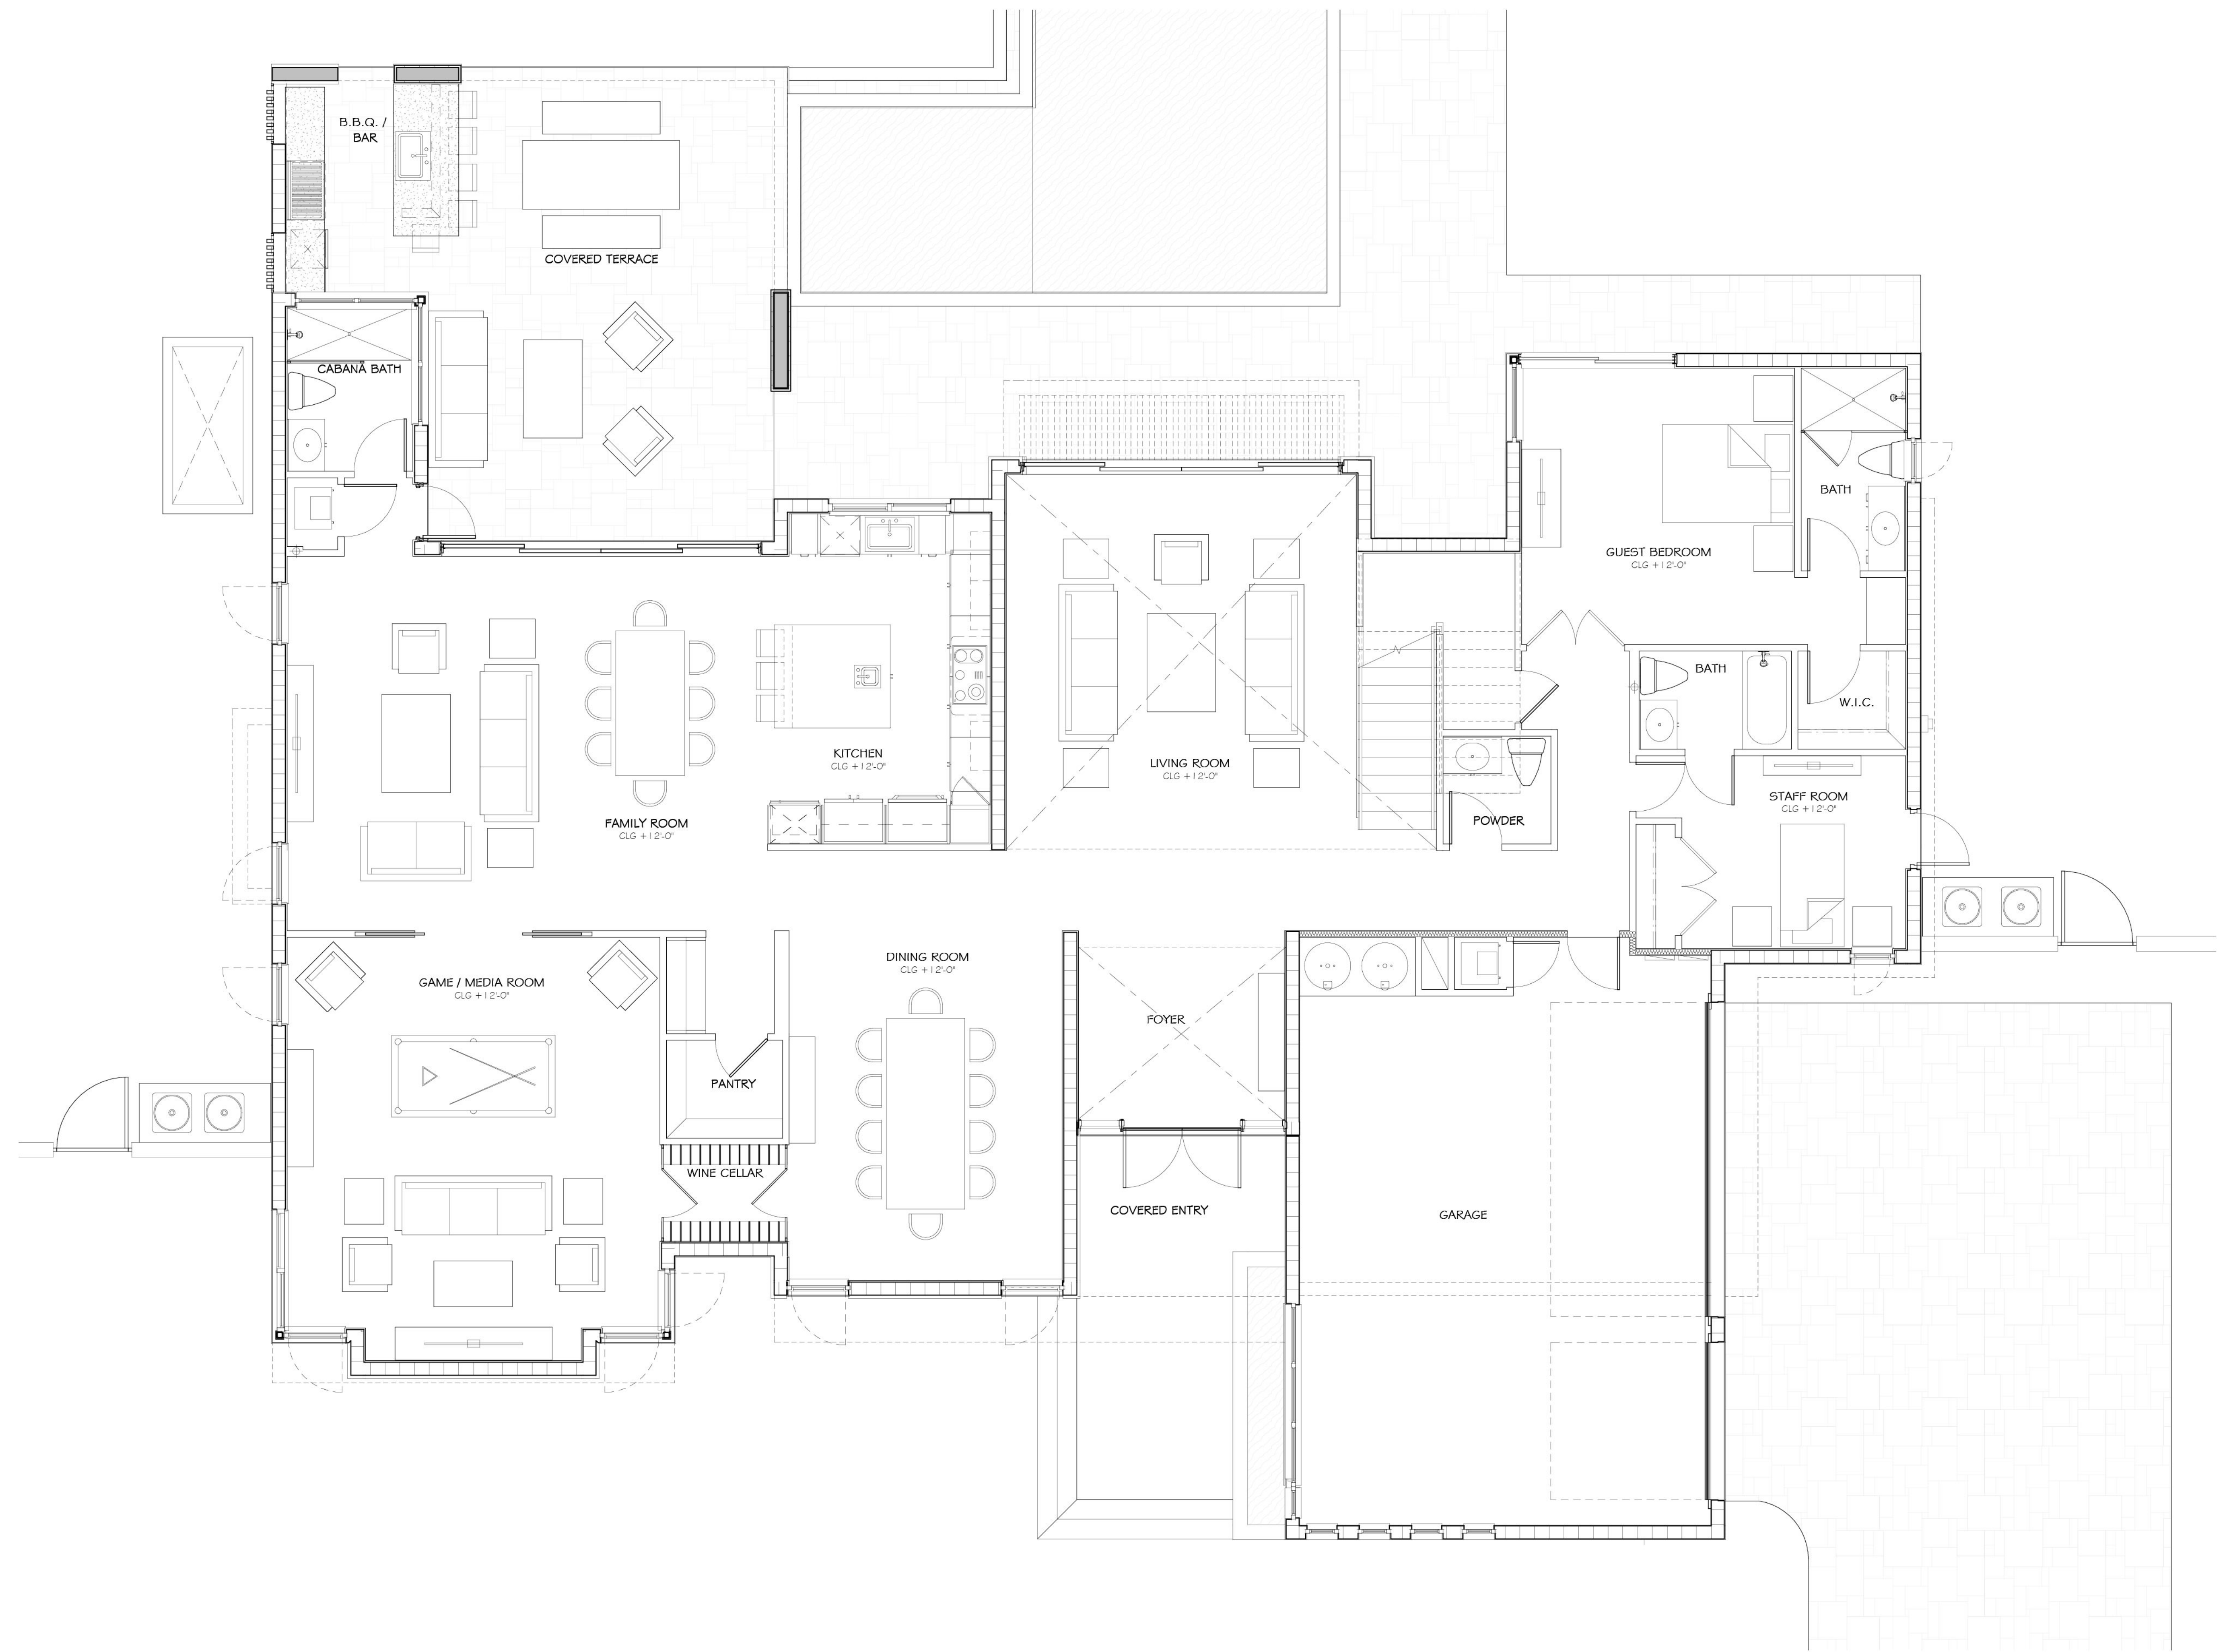 B.B.Q. /
BAR
COVERED TERRACE
CABANA BATH
BATH
GUEST BEDROOM
CLG +12'-0"
BATH
W.I.C.
KITCHEN
CLG +12'-0"
LIVING ROOM
CLG +12'-0"
STAFF ROOM
CLG +12'-0"
FAMILY ROOM
CLG +12'-0"
POWDER
DINING ROOM
CLG +12'-0"
GAME / MEDIA ROOM
CLG +12'-0"
FOYER
PANTRY
WINE CELLAR
COVERED ENTRY
GARAGE